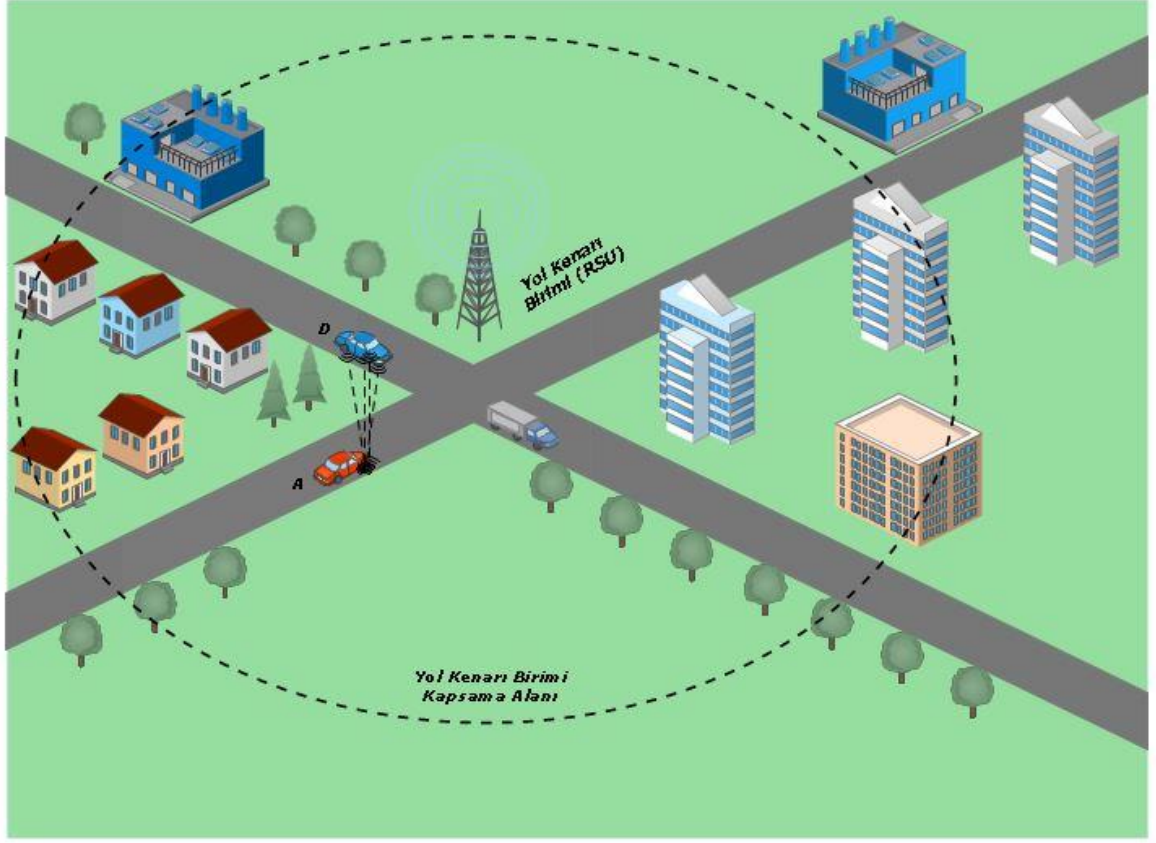 Yol Kenarı
Birimi (RSU)
D
A
Yol Kenarı Birimi
Kapsama Alanı